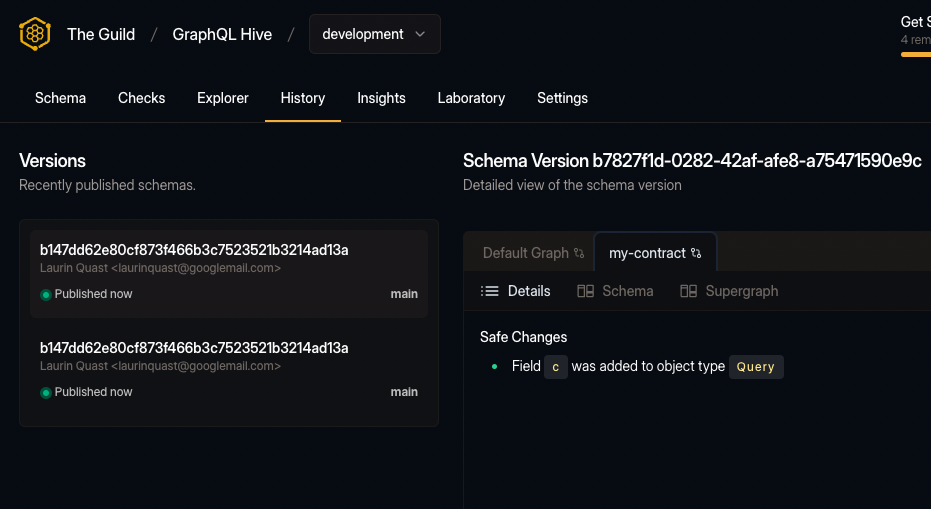 The Guild / GraphQL Hive / development
Get S
4 rem
Schema Checks Explorer History Insights Laboratory Settings
Versions
Recently published schemas.
b147dd62e80cf873f466b3c7523521b3214ad13a
Laurin Quast <laurinquast@googlemail.com>
Published now main
b147dd62e80cf873f466b3c7523521b3214ad13a
Laurin Quast <laurinquast@googlemail.com>
Published now main
Schema Version b7827f1d-0282-42af-afe8-a75471590e9c
Detailed view of the schema version
Default Graph my-contract
Details Schema Supergraph
Safe Changes
• Field c was added to object type Query